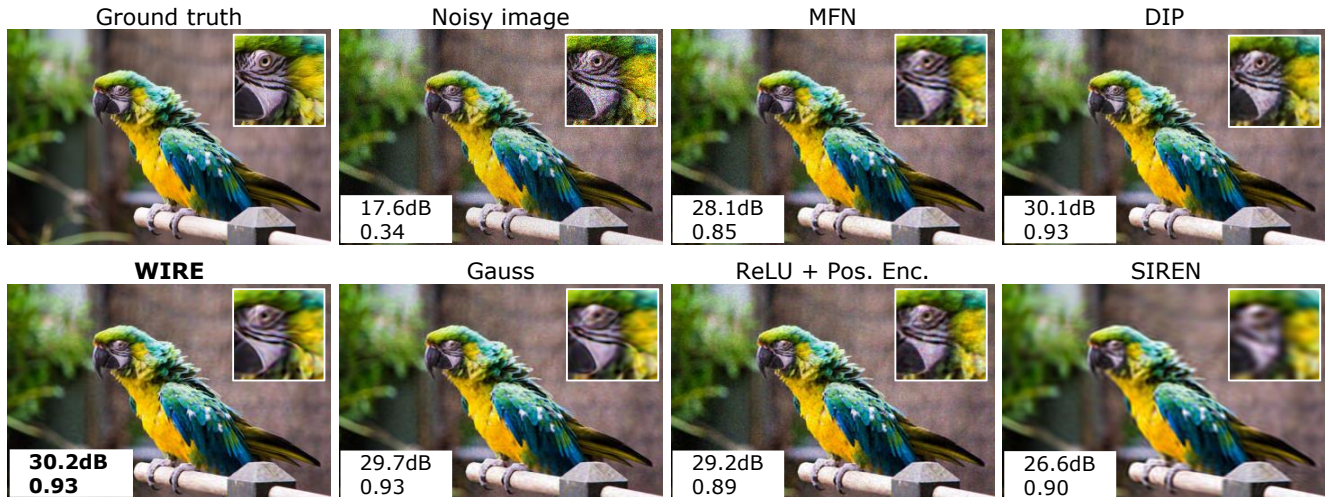 Ground truth
Noisy image
MFN
DIP
17.6dB
0.34
28.1dB
0.85
30.1dB
0.93
WIRE
Gauss
ReLU + Pos. Enc.
SIREN
30.2dB
0.93
29.7dB
0.93
29.2dB
0.89
26.6dB
0.90